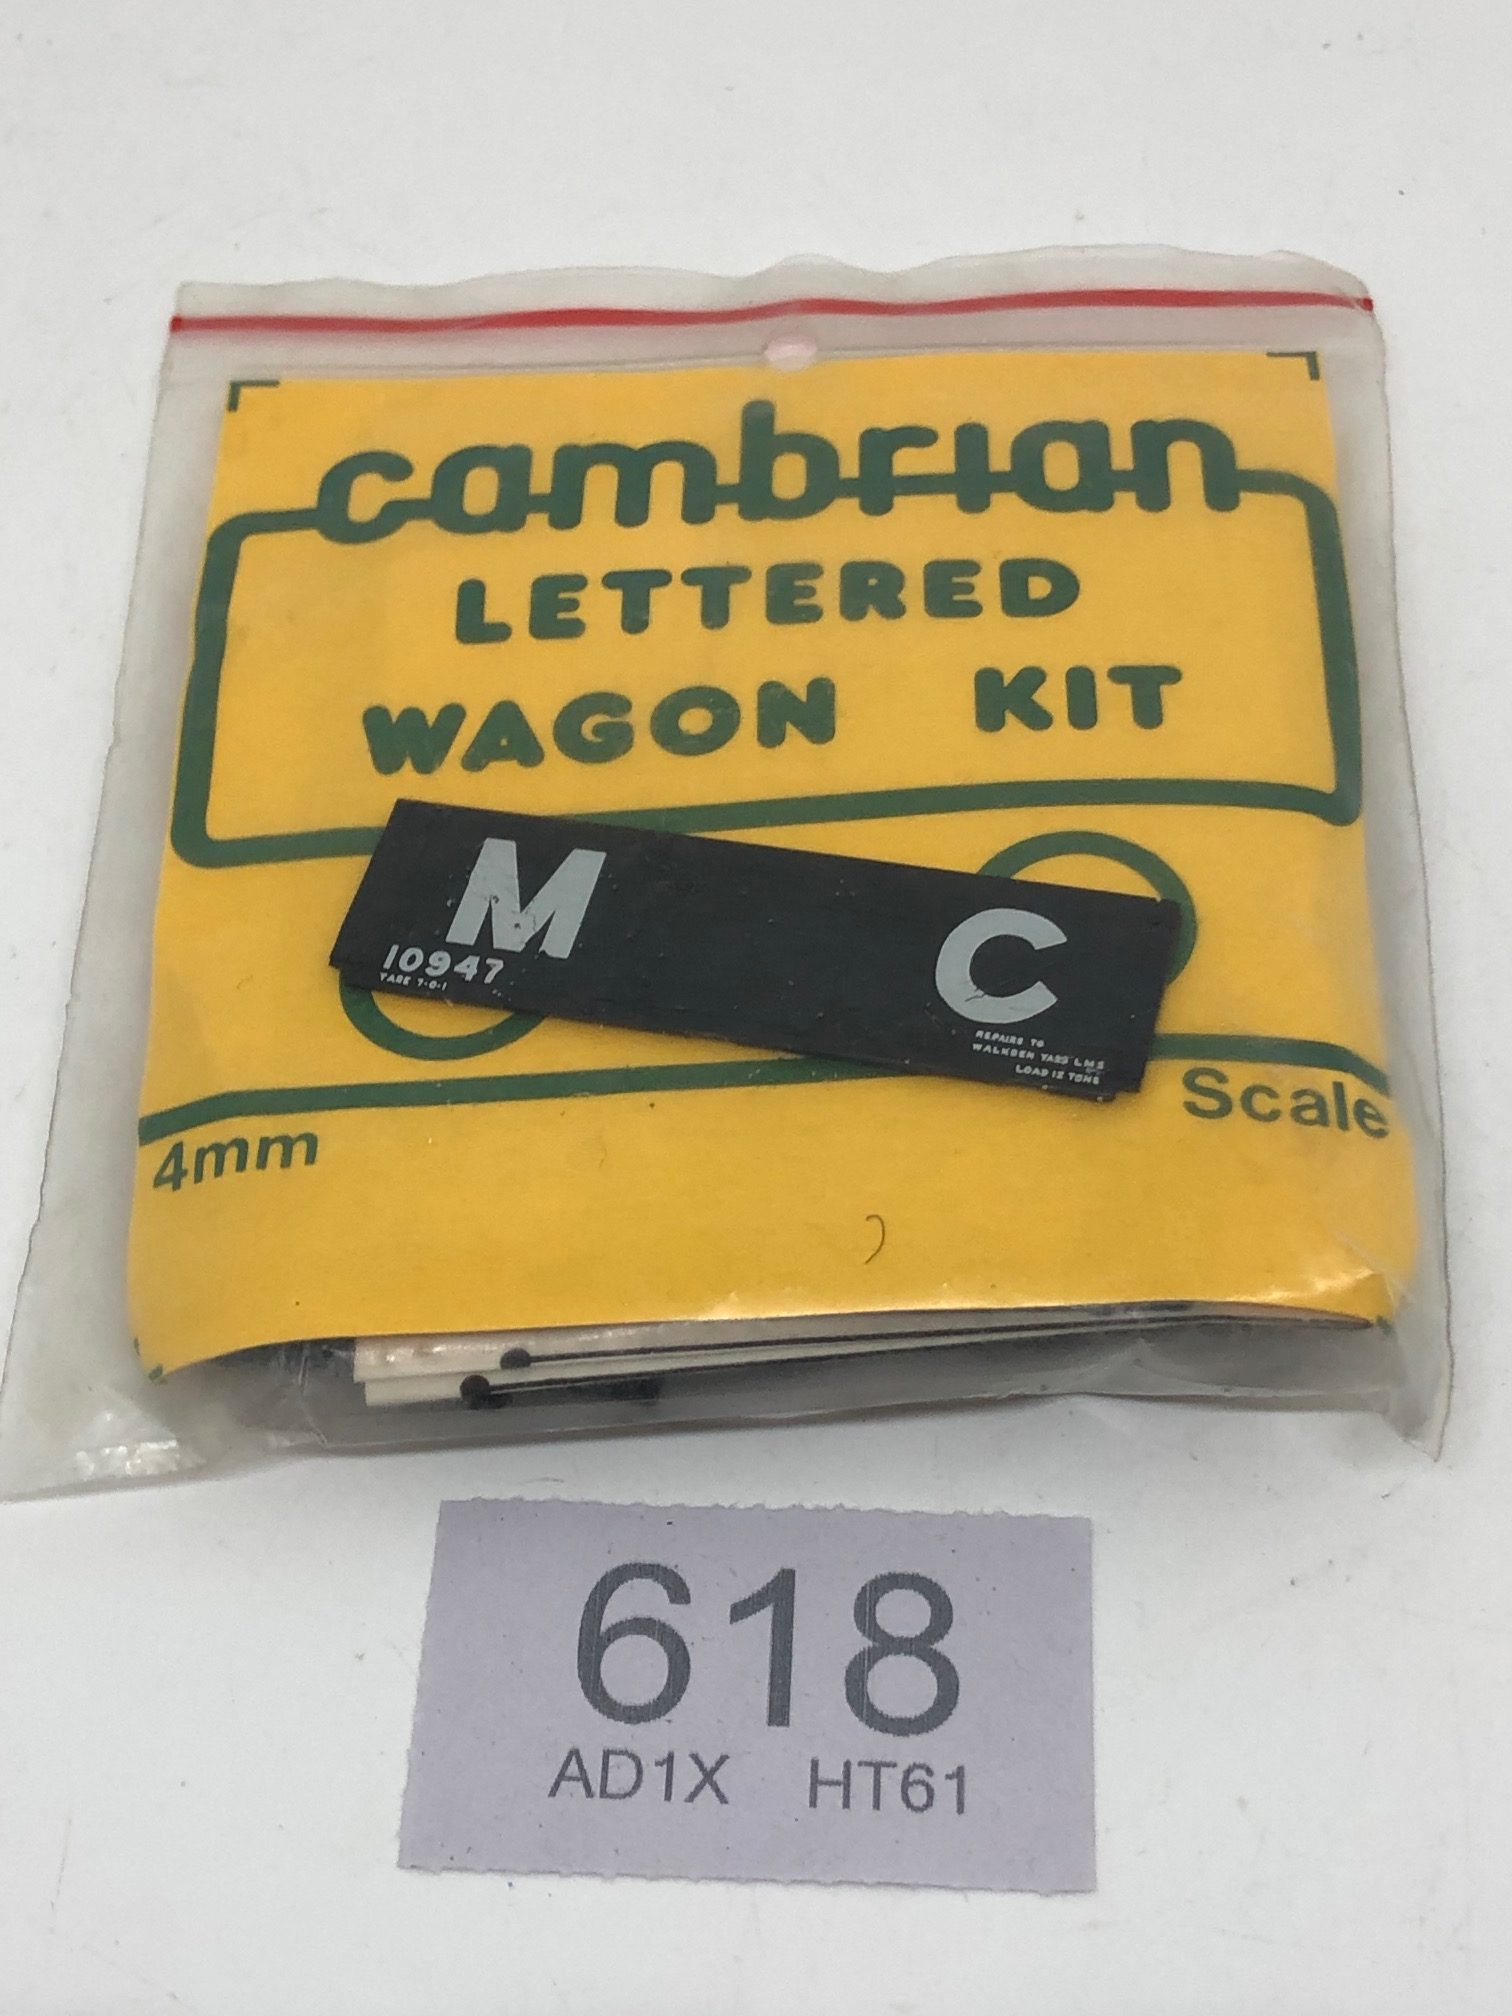 cambrian
LETTERED
WAGON KIT
M C
10947
TARE 7-0-1
REPAIRS TO
WALKDEN YARD LMS
LOAD 12 TONS
4mm Scale
618
AD1X HT61